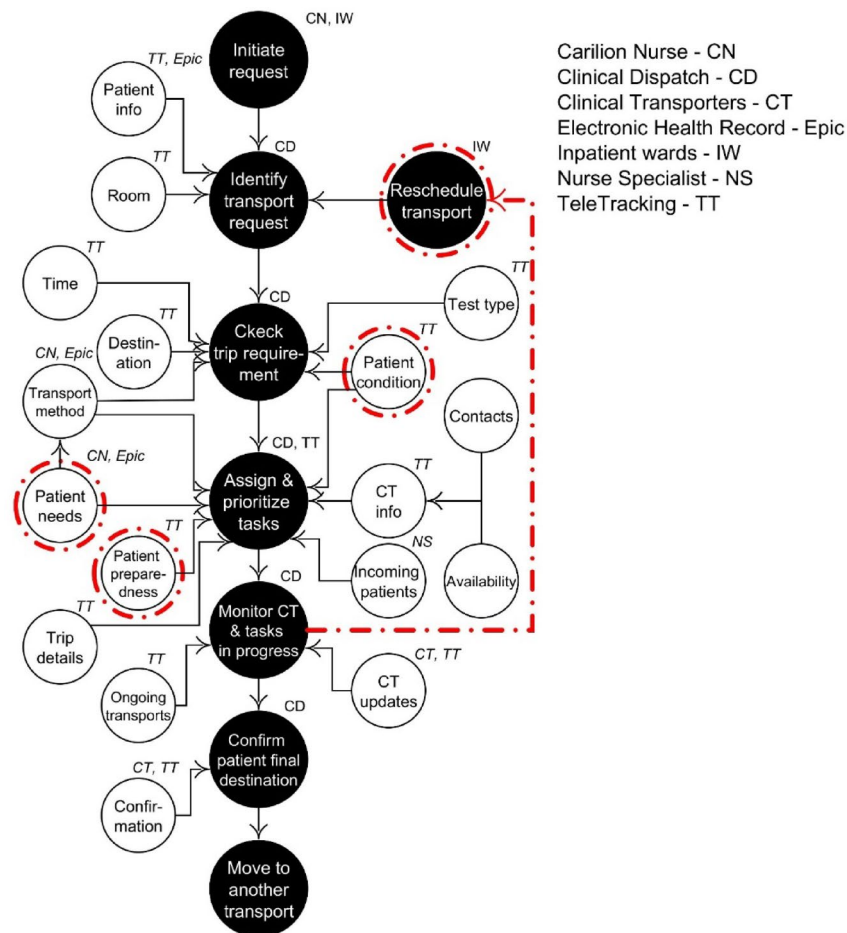 CN, IW
Initiate
request
TT, Epic
Patient
info
CD
Identify
transport
request
TT
Room
IW
Reschedule
transport
Carilion Nurse - CN
Clinical Dispatch - CD
Clinical Transporters - CT
Electronic Health Record - Epic
Inpatient wards - IW
Nurse Specialist - NS
TeleTracking - TT
TT
Time
CD
Ckeck
trip require-
ment
TT
Test type
TT
Destin-
ation
TT
Patient
condition
CN, Epic
Transport
method
Contacts
CD, TT
Assign &
prioritize
tasks
CN, Epic
Patient
needs
TT
CT
info
TT
Patient
prepare-
dness
NS
Incoming
patients
Availability
CD
Monitor CT
& tasks
in progress
TT
Trip
details
TT
Ongoing
transports
CT, TT
CT
updates
CD
Confirm
patient final
destination
CT, TT
Confir-
mation
Move to
another
transport